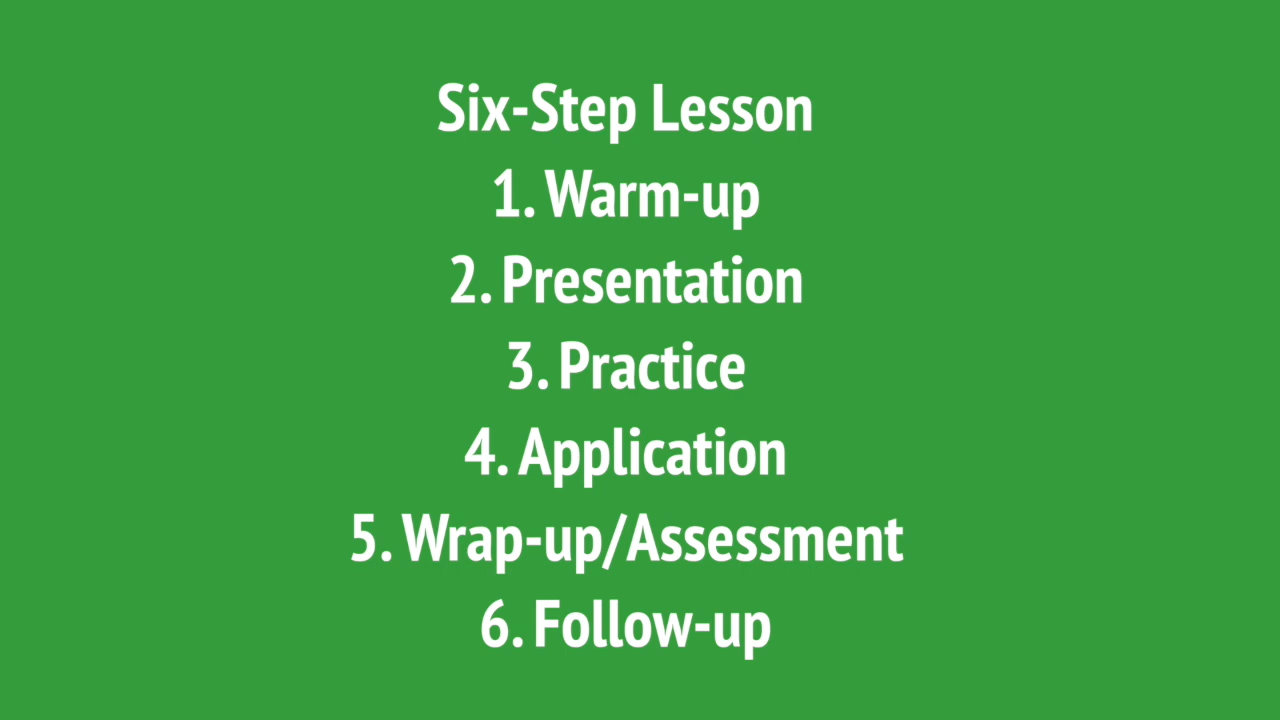 Six-Step Lesson
1. Warm-up
2. Presentation
3. Practice
4. Application
5. Wrap-up/Assessment
6. Follow-up